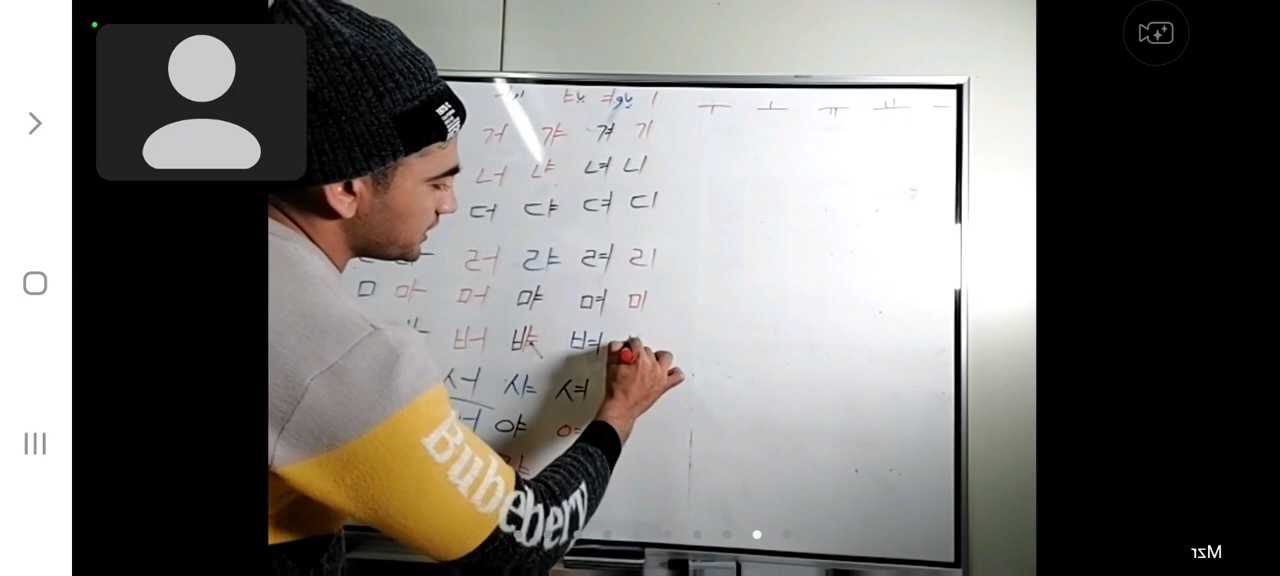 ㅣ ㅜ ㅗ ㅠ ㅛ ㅡ
거 갸 겨 기
너 냐 녀 니
더 댜 뎌 디
러 랴 려 리
ㅁ 마 머 먀 며 미
버 뱌 벼
서 샤 셔
야
Bubebery
Mzr